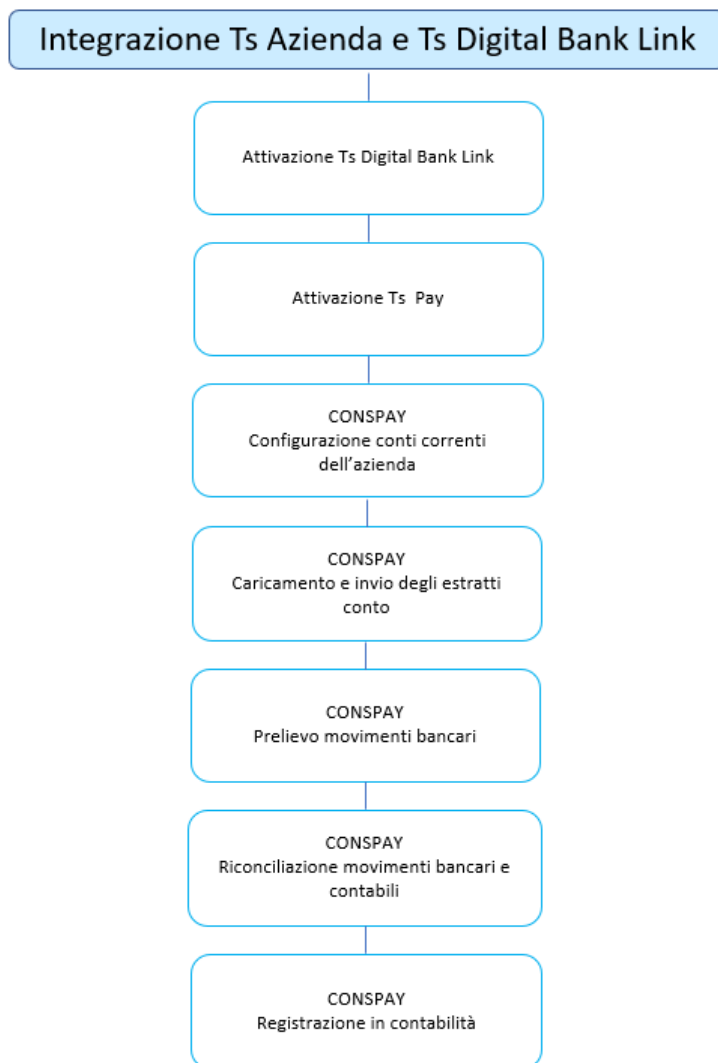 Integrazione Ts Azienda e Ts Digital Bank Link
Attivazione Ts Digital Bank Link
Attivazione Ts Pay
CONSPAY
Configurazione conti correnti
dell'azienda
CONSPAY
Caricamento e invio degli estratti
conto
CONSPAY
Prelievo movimenti bancari
CONSPAY
Riconciliazione movimenti bancari e
contabili
CONSPAY
Registrazione in contabilità